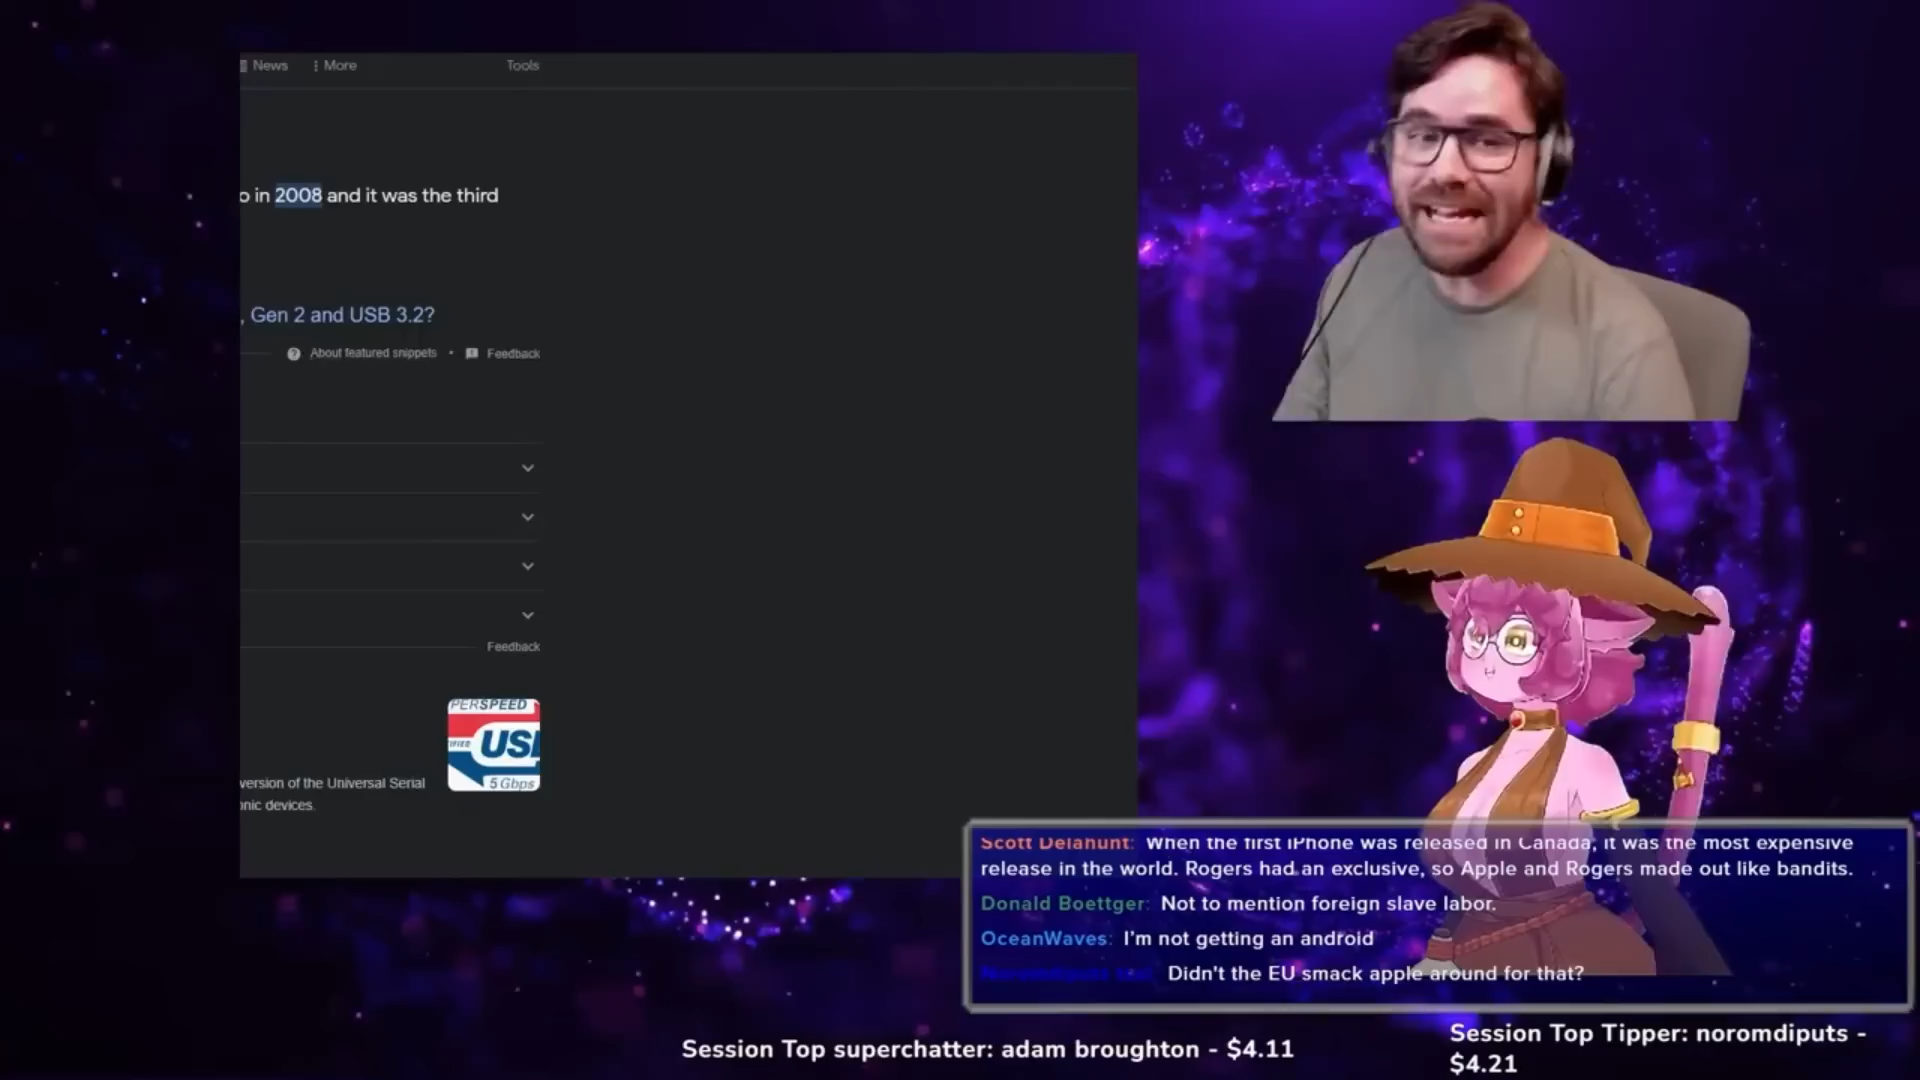 News
More
Tools
o in 2008 and it was the third
, Gen 2 and USB 3.2?
About featured snippets • Feedback
Feedback
PERSPEED
IFIED
US
5 Gbps
version of the Universal Serial
onic devices.
Scott Delahunt: When the first iPhone was released in Canada, it was the most expensive
release in the world. Rogers had an exclusive, so Apple and Rogers made out like bandits.
Donald Boettger: Not to mention foreign slave labor.
OceanWaves: I'm not getting an android
Didn't the EU smack apple around for that?
Session Top superchatter: adam broughton - $4.11
Session Top Tipper: noromdiputs -
$4.21